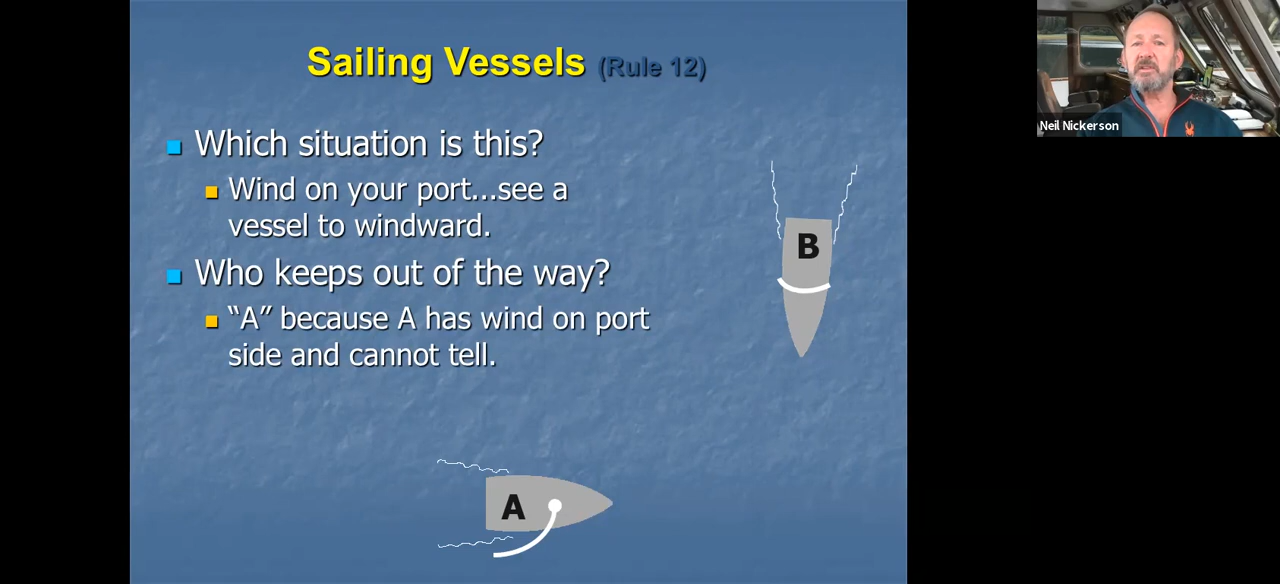 Sailing Vessels (Rule 12)
Which situation is this?
Wind on your port...see a
vessel to windward.
Who keeps out of the way?
“A” because A has wind on port
side and cannot tell.
B
A
Neil Nickerson